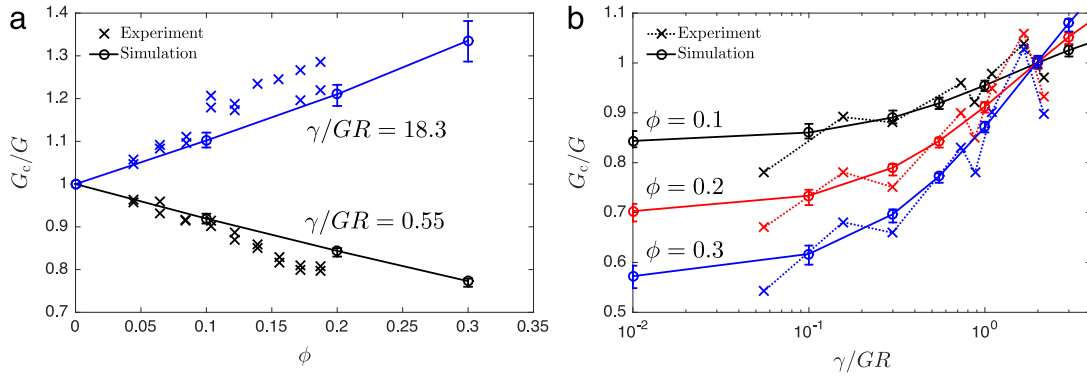 a
1.4
1.3
1.2
1.1
1
0.9
0.8
0.7
G_c/G
Experiment
Simulation
γ/GR = 18.3
γ/GR = 0.55
0
0.05
0.1
0.15
0.2
0.25
0.3
0.35
ϕ
b
1.1
1
0.9
0.8
0.7
0.6
0.5
G_c/G
Experiment
Simulation
ϕ = 0.1
ϕ = 0.2
ϕ = 0.3
10⁻²
10⁻¹
10⁰
γ/GR